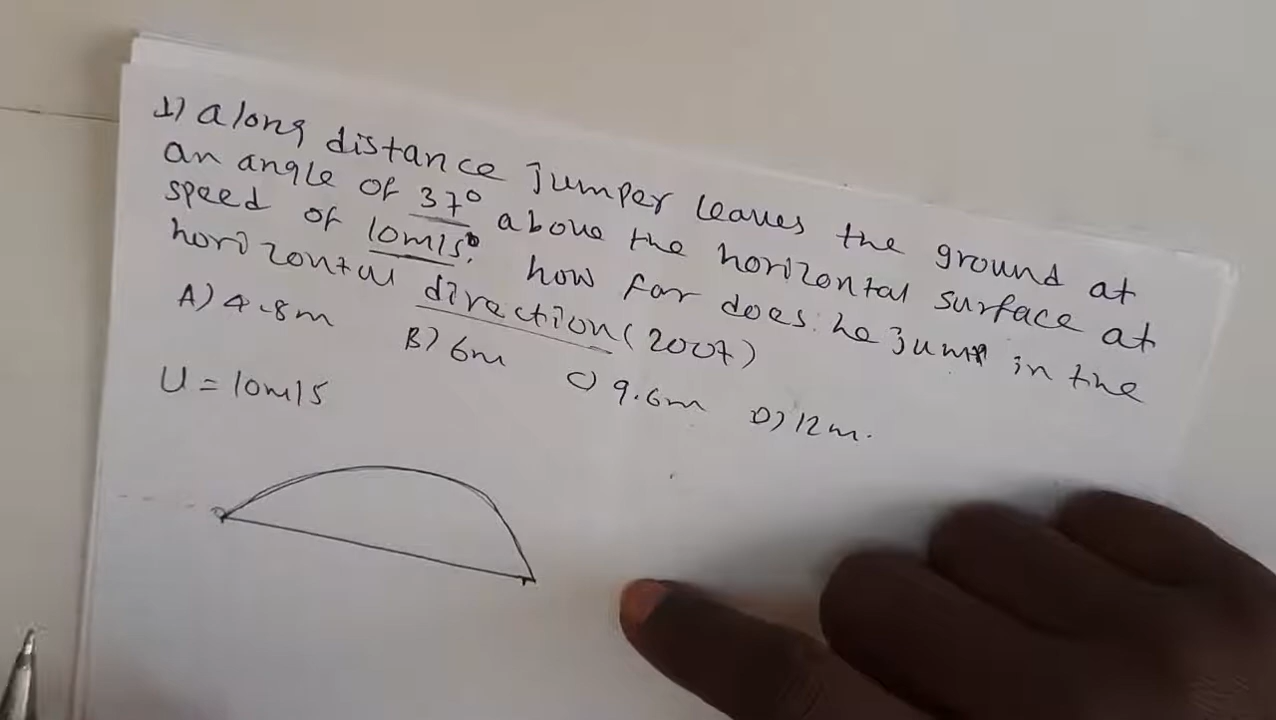 1) a long distance jumper leaves the ground at
an angle of 37° above the horizontal surface at
speed of 10m/s. how far does he jump in the
horizontal direction (2007)
A) 4.8m B) 6m C) 9.6m D) 12m.
U = 10m/s